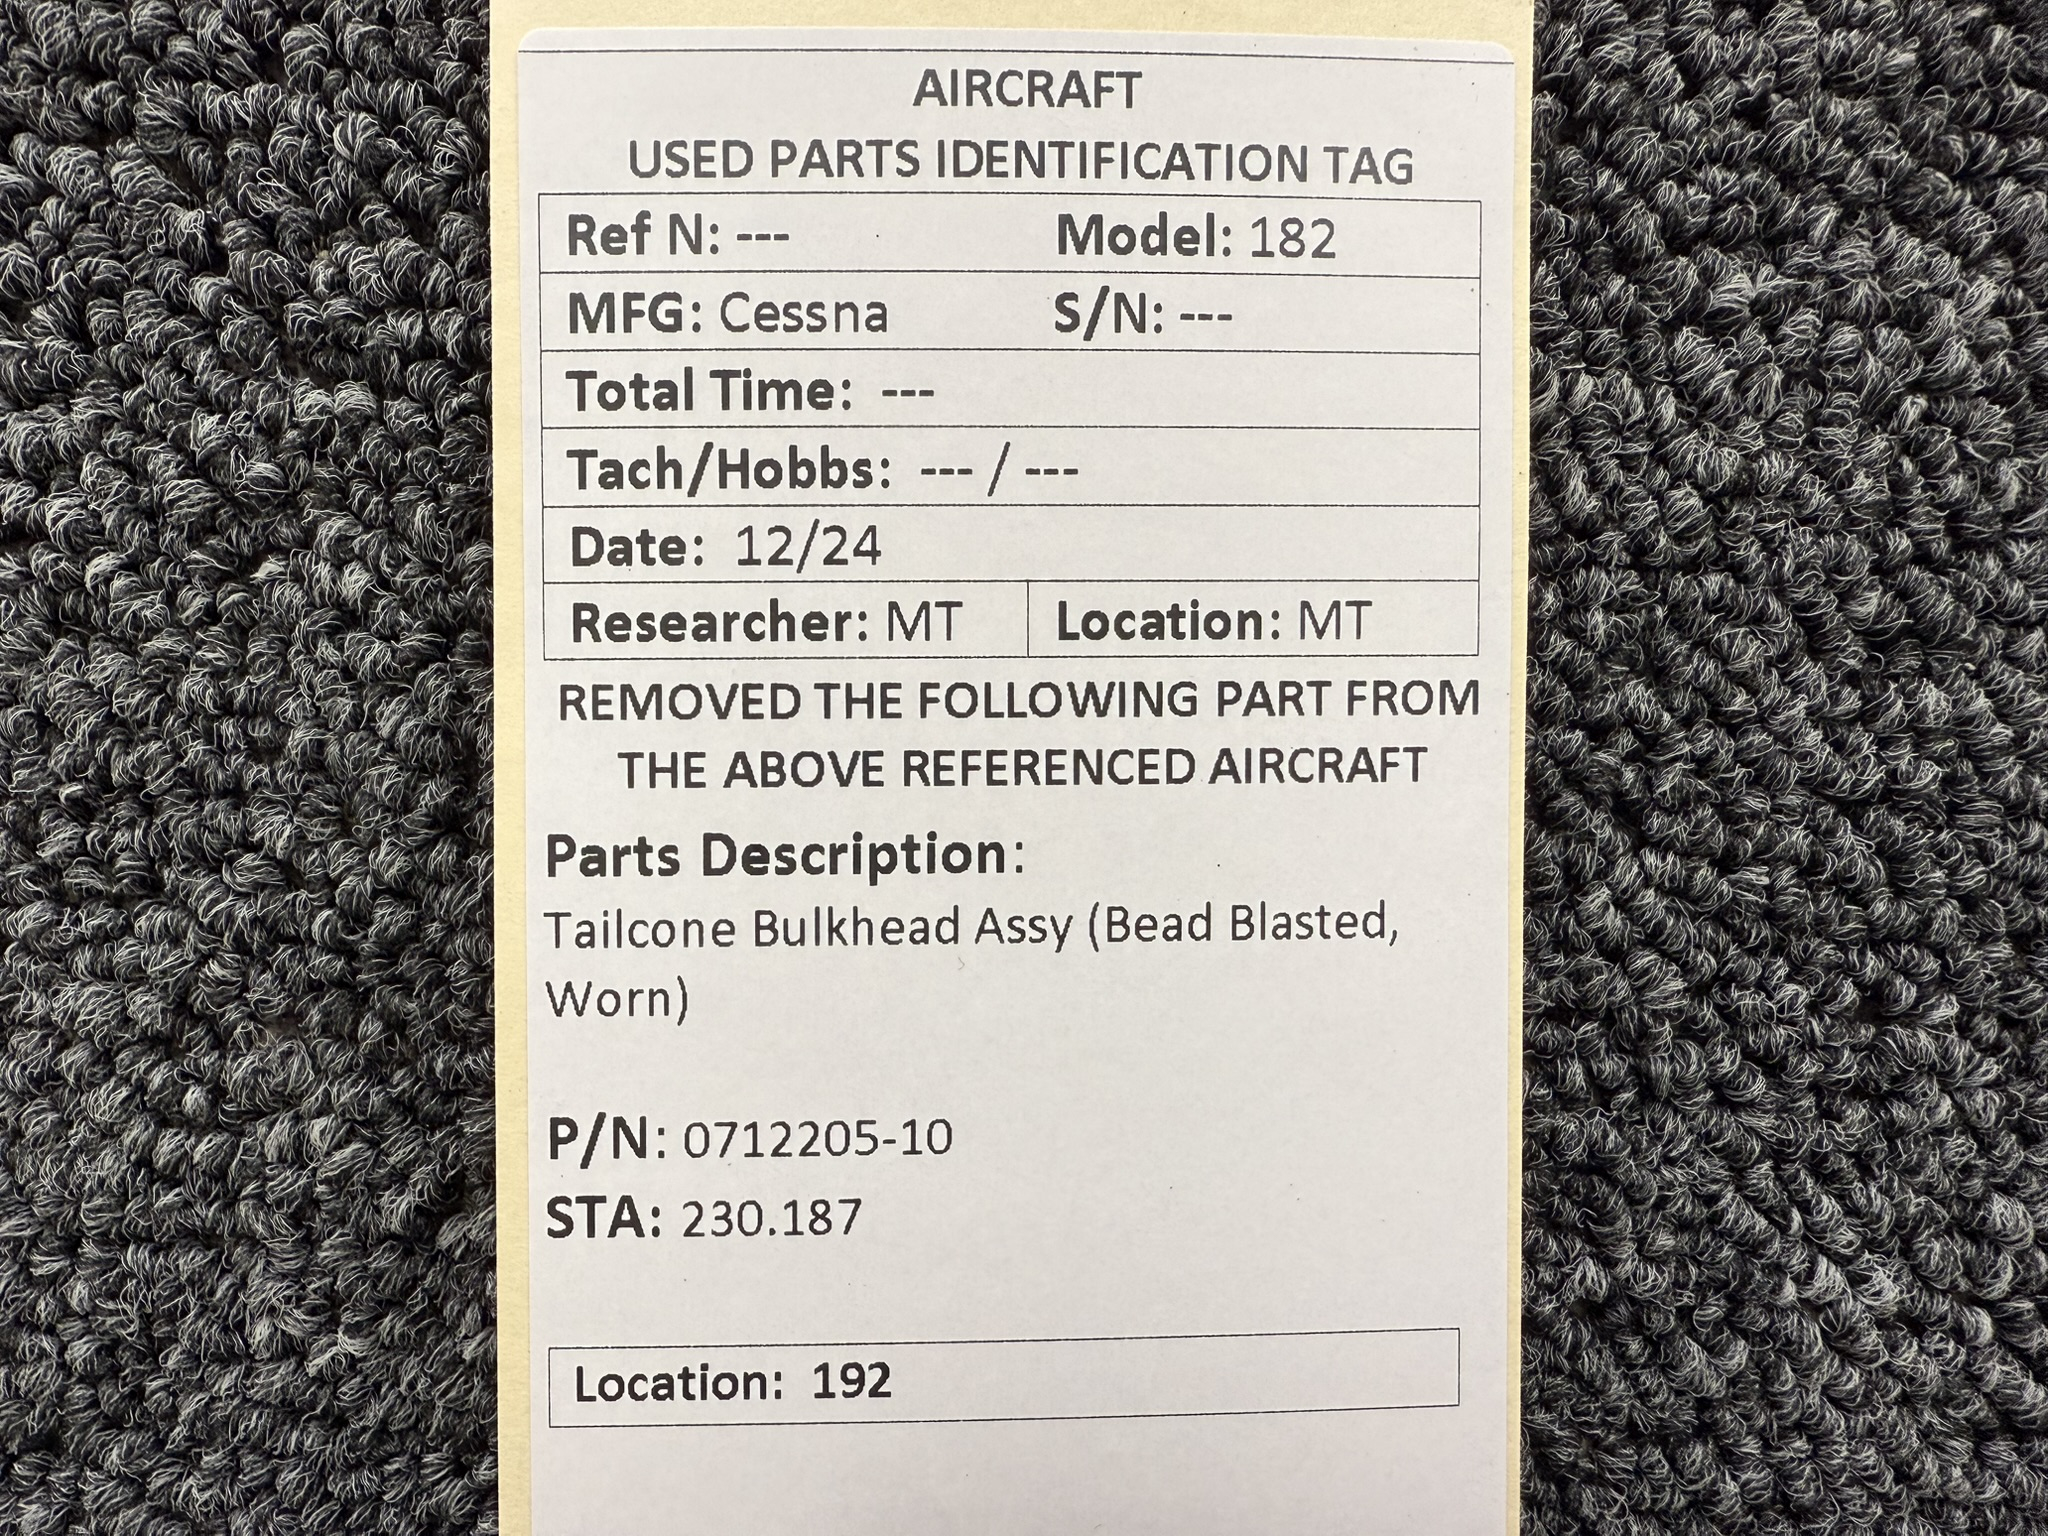 AIRCRAFT
USED PARTS IDENTIFICATION TAG
Ref N: --- Model: 182
MFG: Cessna S/N: ---
Total Time: ---
Tach/Hobbs: --- / ---
Date: 12/24
Researcher: MT Location: MT
REMOVED THE FOLLOWING PART FROM
THE ABOVE REFERENCED AIRCRAFT
Parts Description:
Tailcone Bulkhead Assy (Bead Blasted,
Worn)
P/N: 0712205-10
STA: 230.187
Location: 192